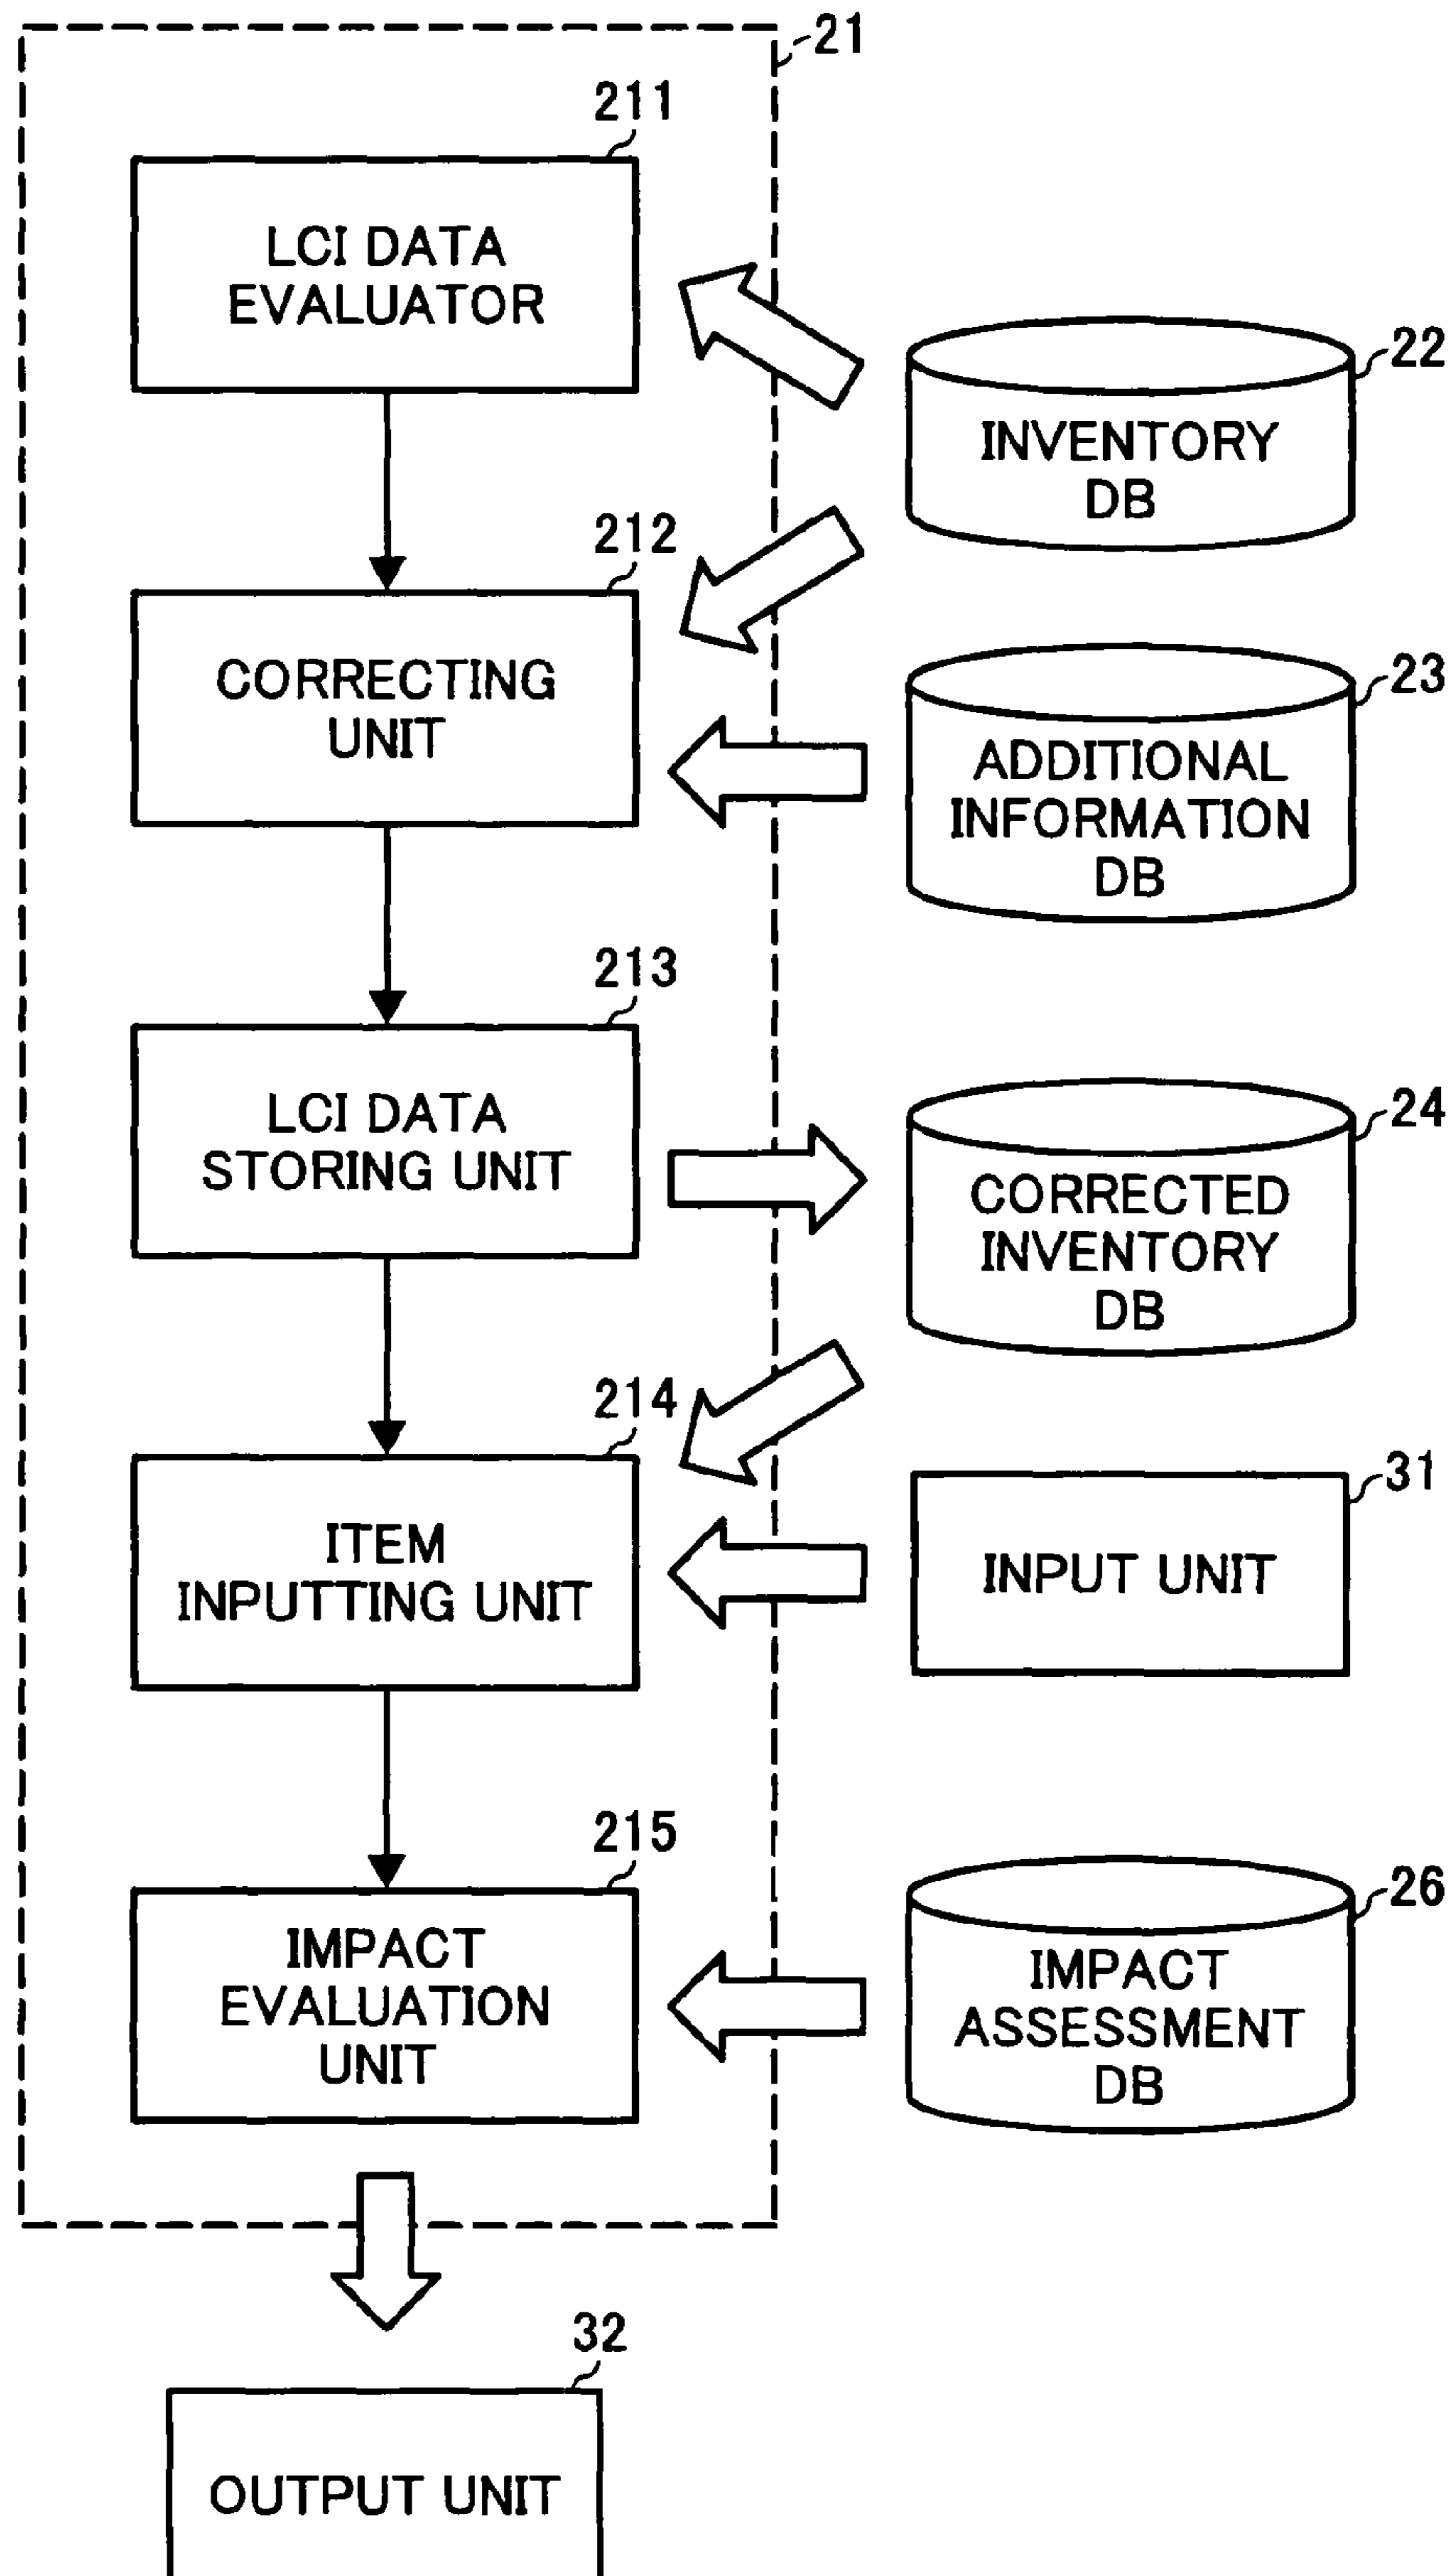 21
211
LCI DATA
EVALUATOR
22
INVENTORY
DB
212
CORRECTING
UNIT
23
ADDITIONAL
INFORMATION
DB
213
LCI DATA
STORING UNIT
24
CORRECTED
INVENTORY
DB
214
ITEM
INPUTTING UNIT
31
INPUT UNIT
215
IMPACT
EVALUATION
UNIT
26
IMPACT
ASSESSMENT
DB
32
OUTPUT UNIT